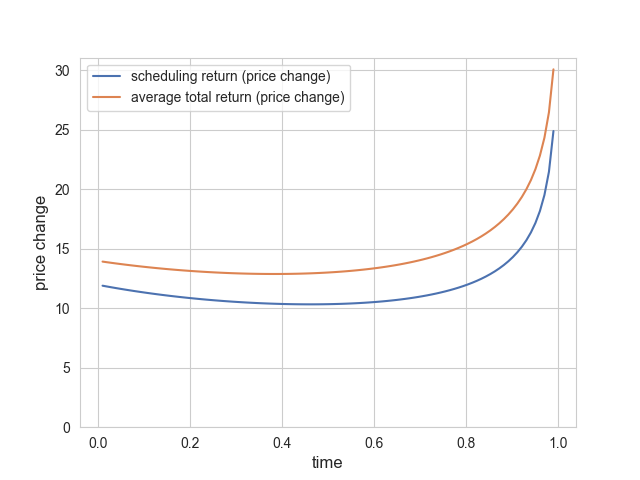 scheduling return (price change)
average total return (price change)
30
25
20
15
10
5
0
price change
0.0 0.2 0.4 0.6 0.8 1.0
time